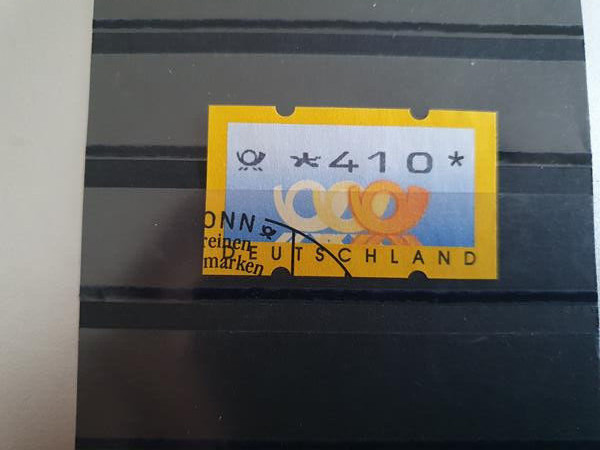 *410*
ONN
reinen
DEUTSCHLAND
marken